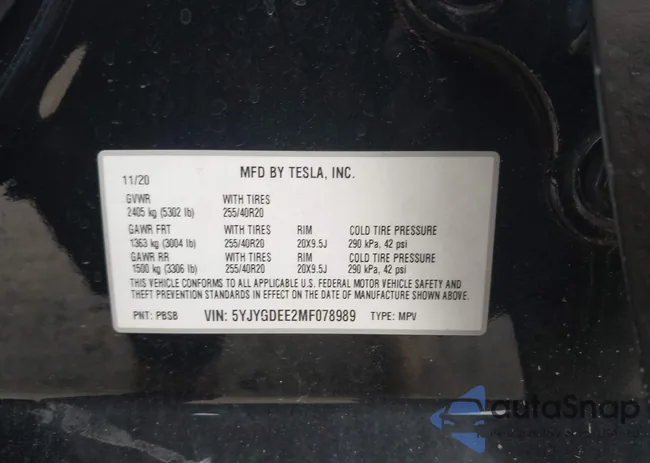 MFD BY TESLA, INC.
11/20
GVWR WITH TIRES
2405 kg (5302 lb) 255/40R20
GAWR FRT WITH TIRES RIM COLD TIRE PRESSURE
1363 kg (3004 lb) 255/40R20 20X9.5J 290 kPa, 42 psi
GAWR RR WITH TIRES RIM COLD TIRE PRESSURE
1500 kg (3306 lb) 255/40R20 20X9.5J 290 kPa, 42 psi
THIS VEHICLE CONFORMS TO ALL APPLICABLE U.S. FEDERAL MOTOR VEHICLE SAFETY AND
THEFT PREVENTION STANDARDS IN EFFECT ON THE DATE OF MANUFACTURE SHOWN ABOVE.
PNT: PBSB VIN: 5YJYGDEE2MF078989 TYPE: MPV
autoSnap